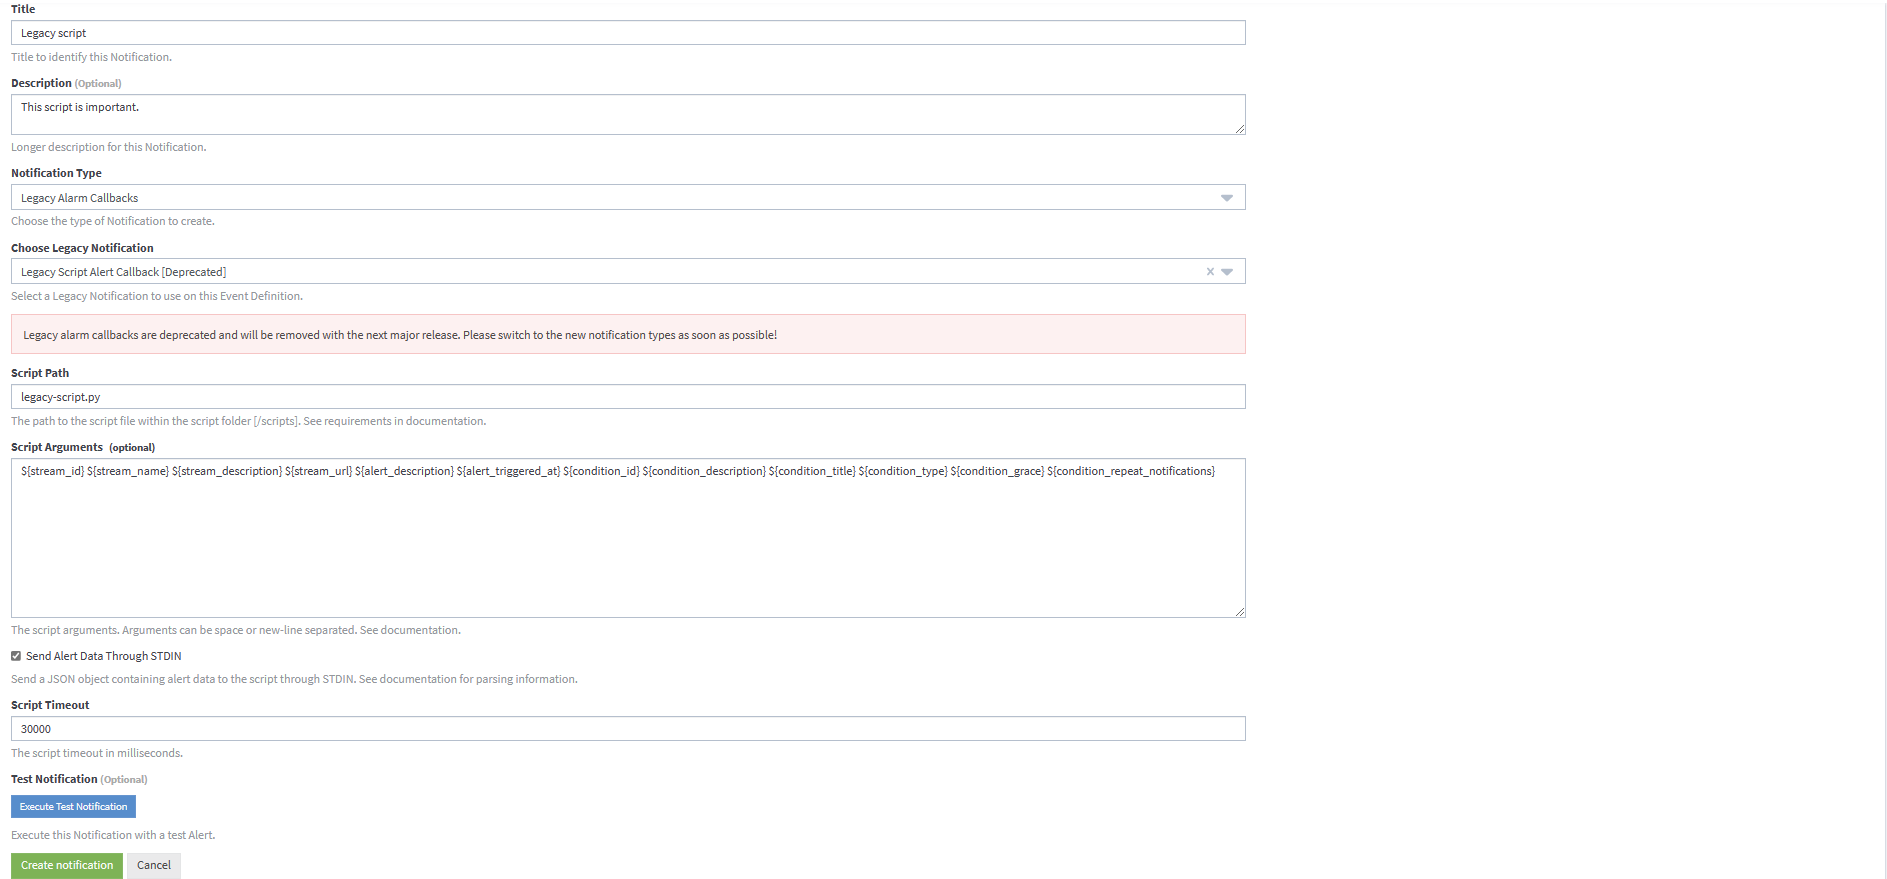 Title
Legacy script
Title to identify this Notification.
Description (Optional)
This script is important.
Longer description for this Notification.
Notification Type
Legacy Alarm Callbacks
Choose the type of Notification to create.
Choose Legacy Notification
Legacy Script Alert Callback [Deprecated]
Select a Legacy Notification to use on this Event Definition.
Legacy alarm callbacks are deprecated and will be removed with the next major release. Please switch to the new notification types as soon as possible!
Script Path
legacy-script.py
The path to the script file within the script folder [/scripts]. See requirements in documentation.
Script Arguments (optional)
${stream_id} ${stream_name} ${stream_description} ${stream_url} ${alert_description} ${alert_triggered_at} ${condition_id} ${condition_description} ${condition_title} ${condition_type} ${condition_grace} ${condition_repeat_notifications}
The script arguments. Arguments can be space or new-line separated. See documentation.
Send Alert Data Through STDIN
Send a JSON object containing alert data to the script through STDIN. See documentation for parsing information.
Script Timeout
30000
The script timeout in milliseconds.
Test Notification (Optional)
Execute Test Notification
Execute this Notification with a test Alert.
Create notification Cancel